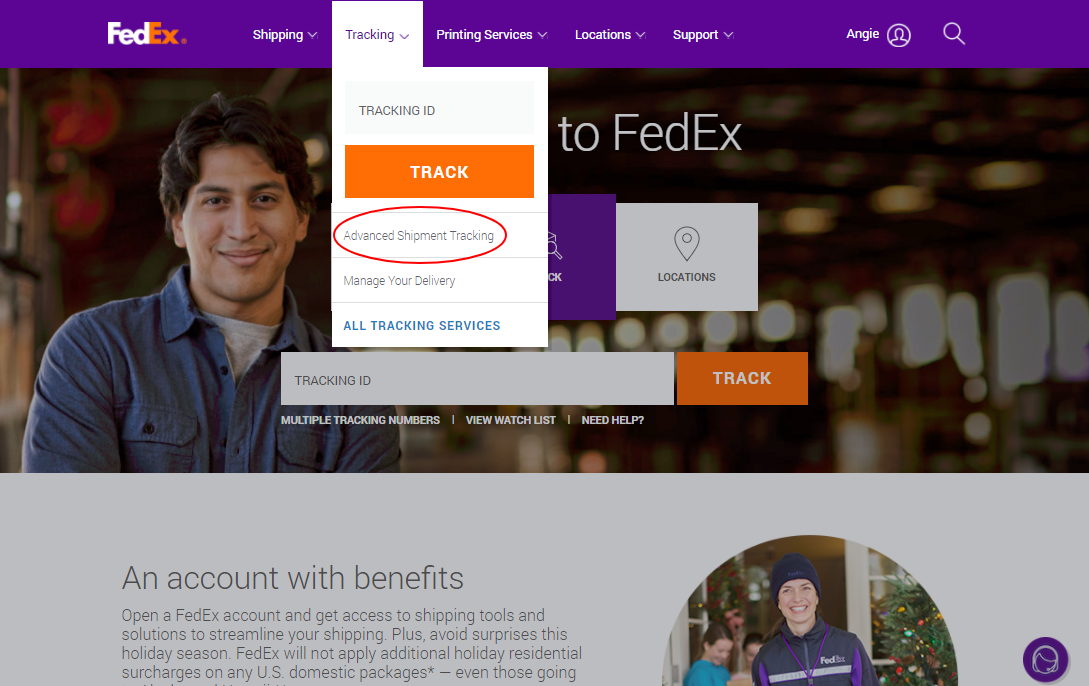 FedEx®
Shipping
Tracking
Printing Services
Locations
Support
Angie
TRACKING ID
TRACK
Advanced Shipment Tracking
Manage Your Delivery
ALL TRACKING SERVICES
to FedEx
CK
LOCATIONS
TRACKING ID
TRACK
MULTIPLE TRACKING NUMBERS | VIEW WATCH LIST | NEED HELP?
An account with benefits
Open a FedEx account and get access to shipping tools and
solutions to streamline your shipping. Plus, avoid surprises this
holiday season. FedEx will not apply additional holiday residential
surcharges on any U.S. domestic packages* — even those going
FedEx